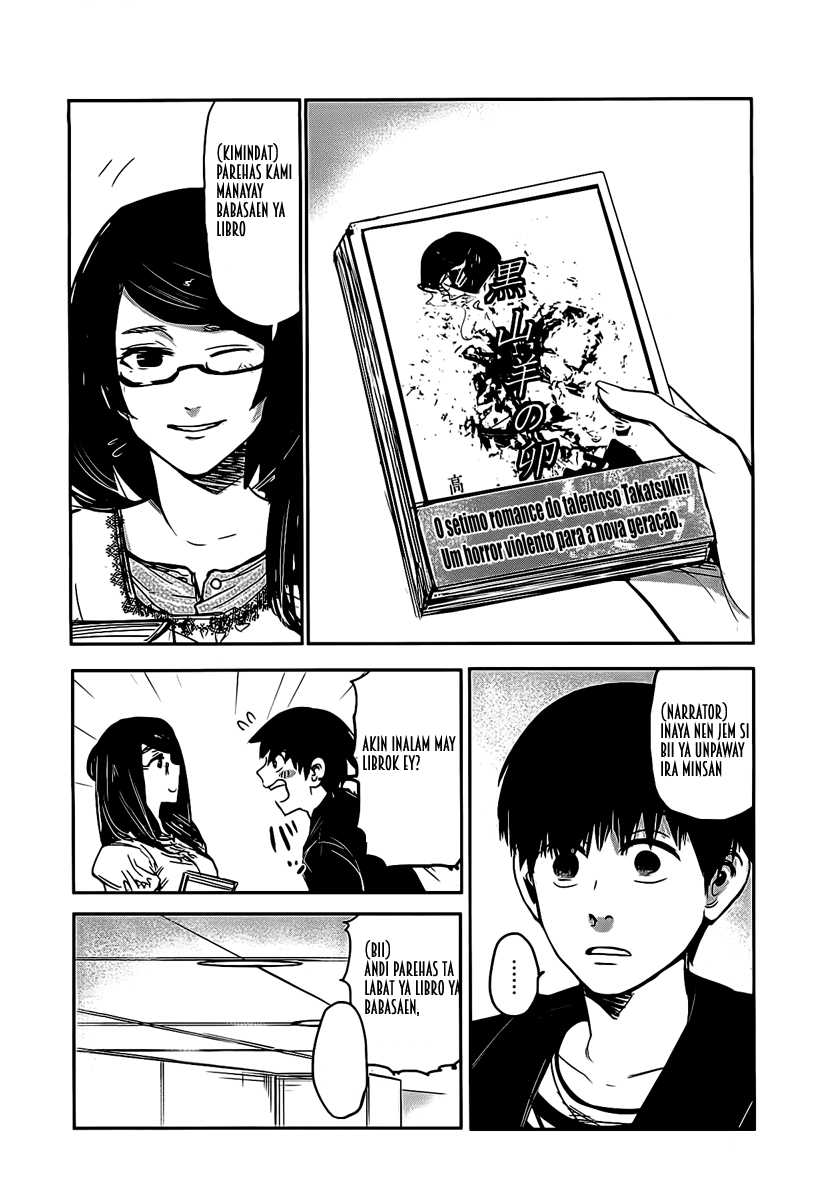 (KIMINDAT)
PAREHAS KAMI
MANAYAY
BABASAEN YA
LIBRO
黒山羊の卵
高
O sétimo romance do talentoso Takatsuki!!
Um horror violento para a nova geração.
AKIN INALAM MAY
LIBROK EY?
(NARRATOR)
INAYA NEN JEM SI
BII YA UNPAWAY
IRA MINSAN
........
(BII)
ANDI PAREHAS TA
LABAT YA LIBRO YA
BABASAEN,